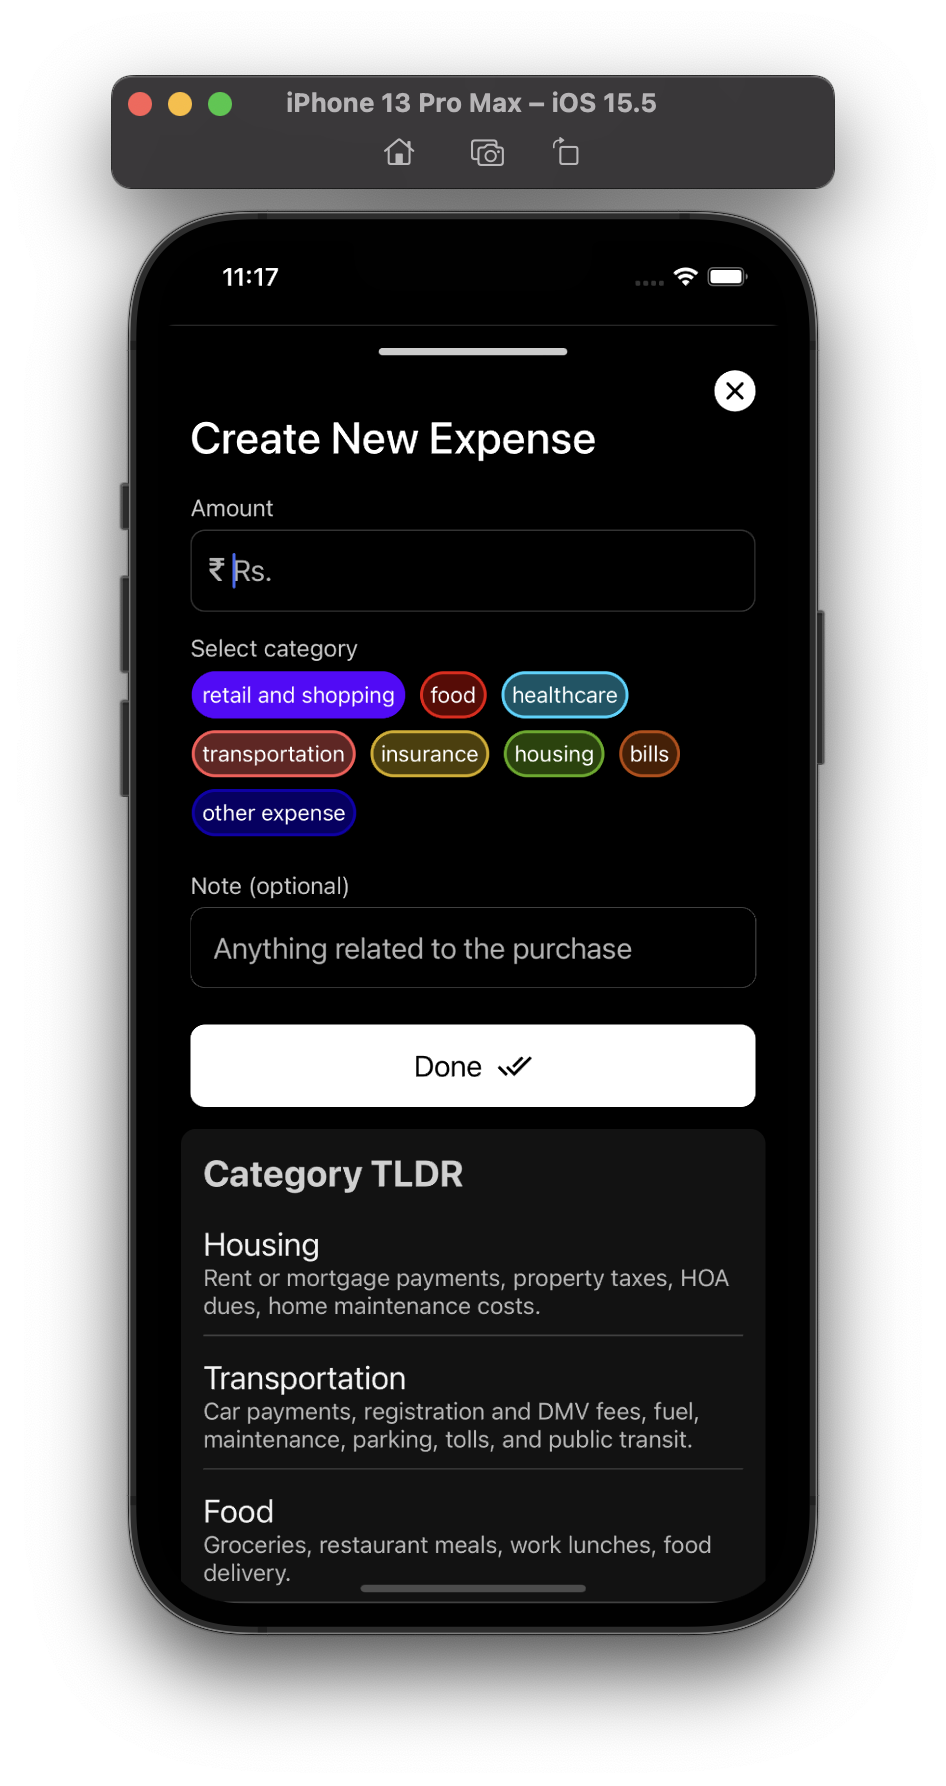 iPhone 13 Pro Max – iOS 15.5
11:17
Create New Expense
Amount
₹ Rs.
Select category
retail and shopping food healthcare
transportation insurance housing bills
other expense
Note (optional)
Anything related to the purchase
Done
Category TLDR
Housing
Rent or mortgage payments, property taxes, HOA
dues, home maintenance costs.
Transportation
Car payments, registration and DMV fees, fuel,
maintenance, parking, tolls, and public transit.
Food
Groceries, restaurant meals, work lunches, food
delivery.